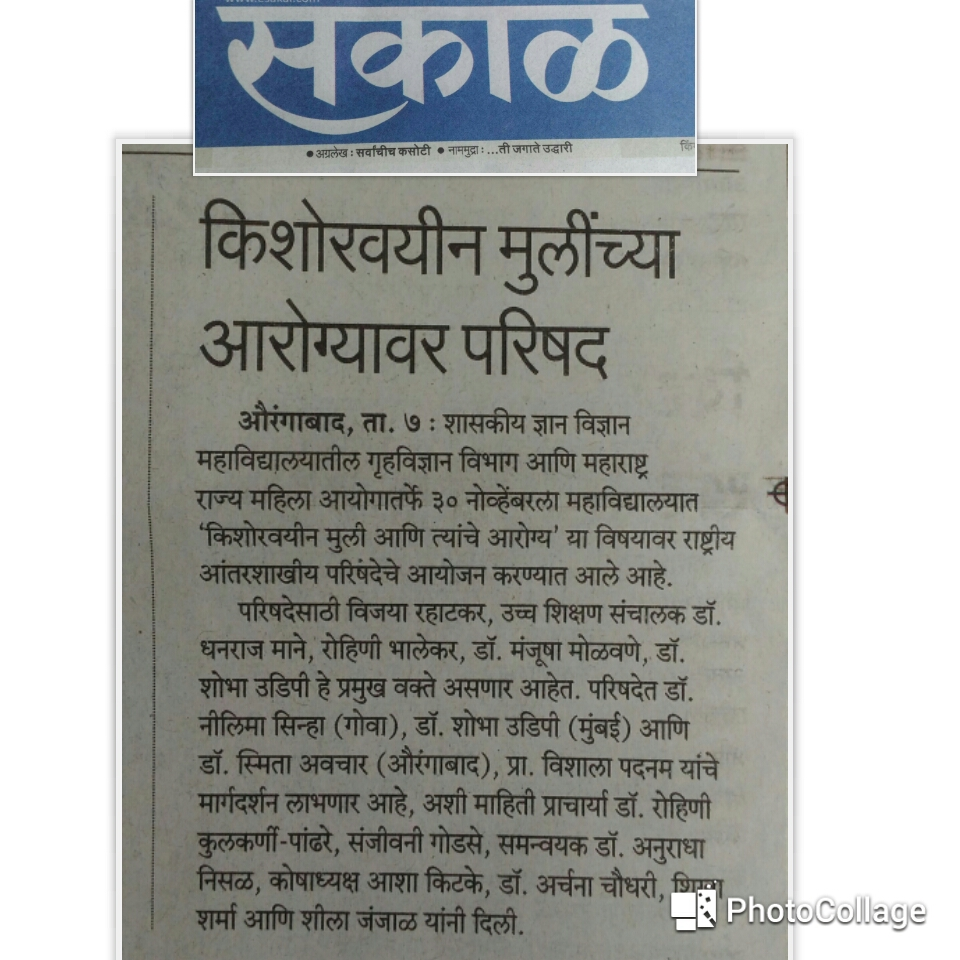 सकाळ
● अग्रलेख : सर्वांचीच कसोटी ● नाममुद्रा : ...ती जगाते उद्धारी
किशोरवयीन मुलींच्या
आरोग्यावर परिषद
औरंगाबाद, ता. ७ : शासकीय ज्ञान विज्ञान
महाविद्यालयातील गृहविज्ञान विभाग आणि महाराष्ट्र
राज्य महिला आयोगातर्फे ३० नोव्हेंबरला महाविद्यालयात
‘किशोरवयीन मुली आणि त्यांचे आरोग्य’ या विषयावर राष्ट्रीय
आंतरशाखीय परिषदेचे आयोजन करण्यात आले आहे.
परिषदेसाठी विजया रहाटकर, उच्च शिक्षण संचालक डॉ.
धनराज माने, रोहिणी भालेकर, डॉ. मंजूषा मोळवणे, डॉ.
शोभा उडिपी हे प्रमुख वक्ते असणार आहेत. परिषदेत डॉ.
नीलिमा सिन्हा (गोवा), डॉ. शोभा उडिपी (मुंबई) आणि
डॉ. स्मिता अवचार (औरंगाबाद), प्रा. विशाला पदनम यांचे
मार्गदर्शन लाभणार आहे, अशी माहिती प्राचार्या डॉ. रोहिणी
कुलकर्णी-पांढरे, संजीवनी गोडसे, समन्वयक डॉ. अनुराधा
निसळ, कोषाध्यक्ष आशा किटके, डॉ. अर्चना चौधरी,
शर्मा आणि शीला जंजाळ यांनी दिली.
PhotoCollage